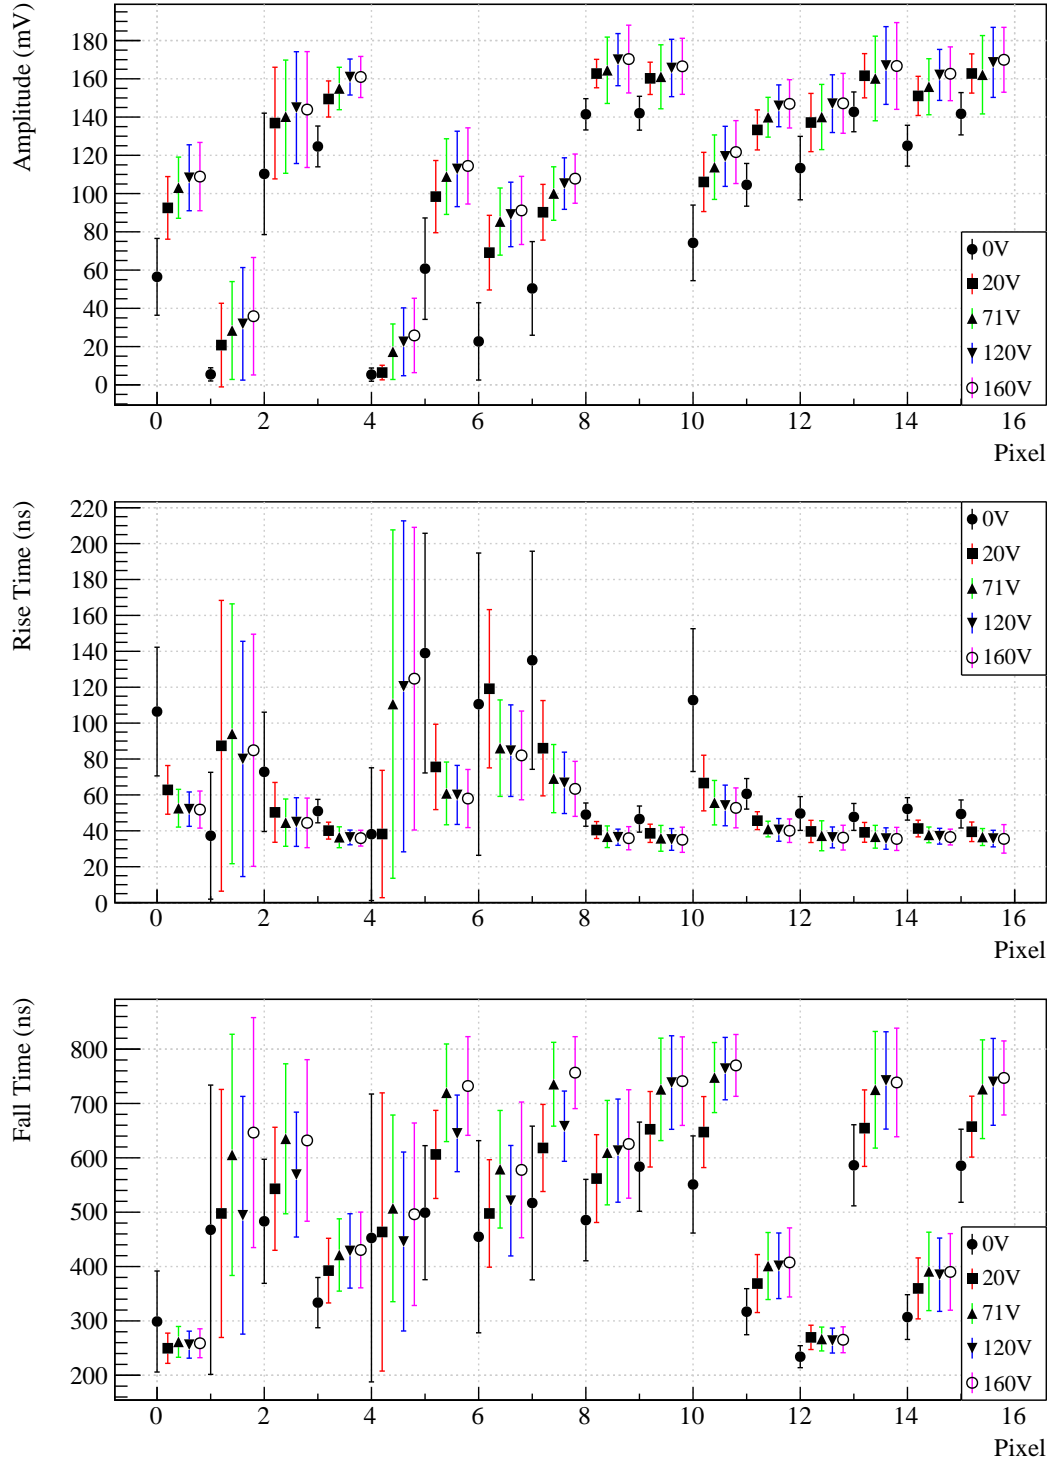 Amplitude (mV)
180
160
140
120
100
80
60
40
20
0
0 2 4 6 8 10 12 14 16
Pixel
0V
20V
71V
120V
160V
Rise Time (ns)
220
200
180
160
140
120
100
80
60
40
20
0
0 2 4 6 8 10 12 14 16
Pixel
0V
20V
71V
120V
160V
Fall Time (ns)
800
700
600
500
400
300
200
0 2 4 6 8 10 12 14 16
Pixel
0V
20V
71V
120V
160V